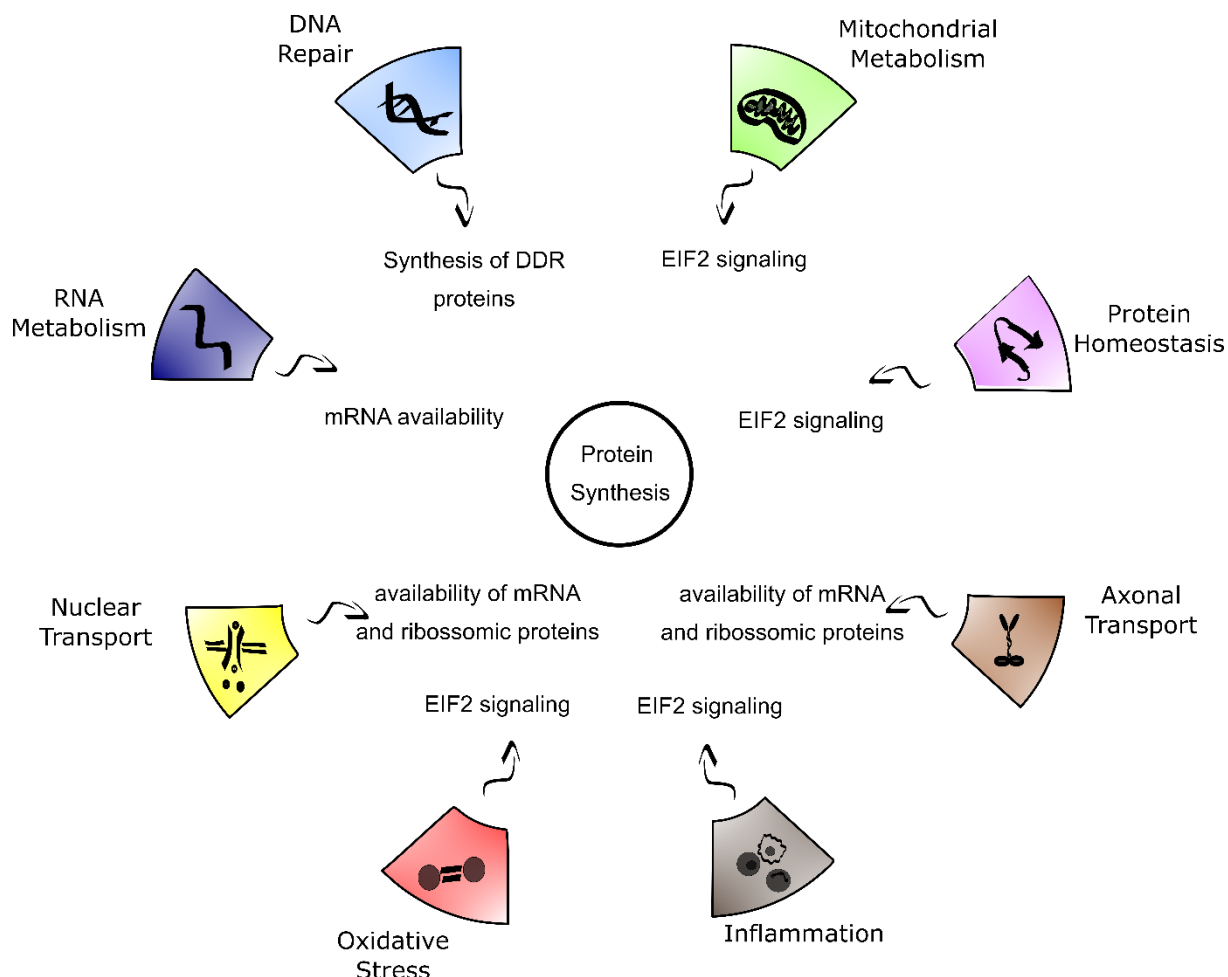 DNA
Repair
Mitochondrial
Metabolism
Synthesis of DDR
proteins
EIF2 signaling
RNA
Metabolism
Protein
Homeostasis
mRNA availability
EIF2 signaling
Protein
Synthesis
Nuclear
Transport
availability of mRNA
and ribossomic proteins
availability of mRNA
and ribossomic proteins
Axonal
Transport
EIF2 signaling
EIF2 signaling
Oxidative
Stress
Inflammation